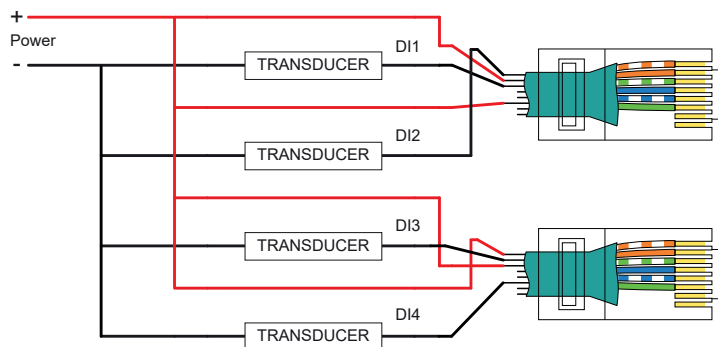 +
Power
-
DI1
TRANSDUCER
DI2
TRANSDUCER
DI3
TRANSDUCER
DI4
TRANSDUCER